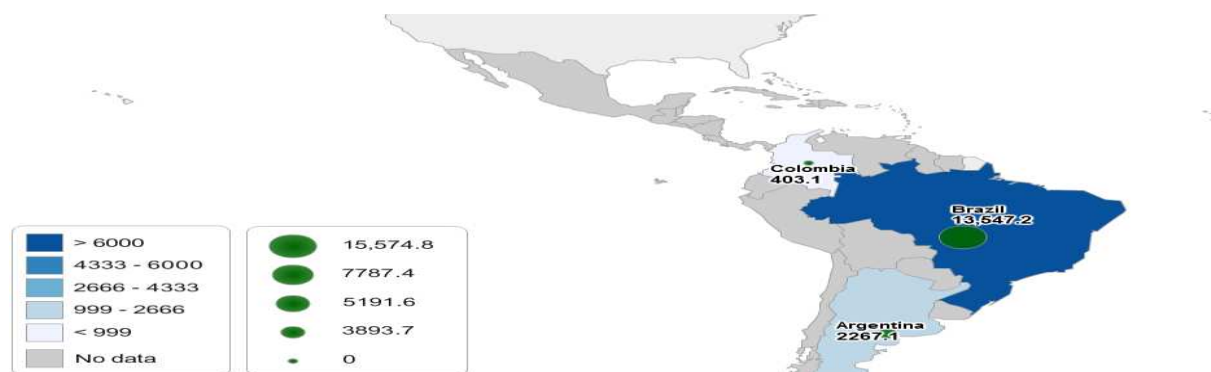 Colombia
403.1
Brazil
13,547.2
Argentina
2267.1
> 6000
4333 - 6000
2666 - 4333
999 - 2666
< 999
No data
15,574.8
7787.4
5191.6
3893.7
0